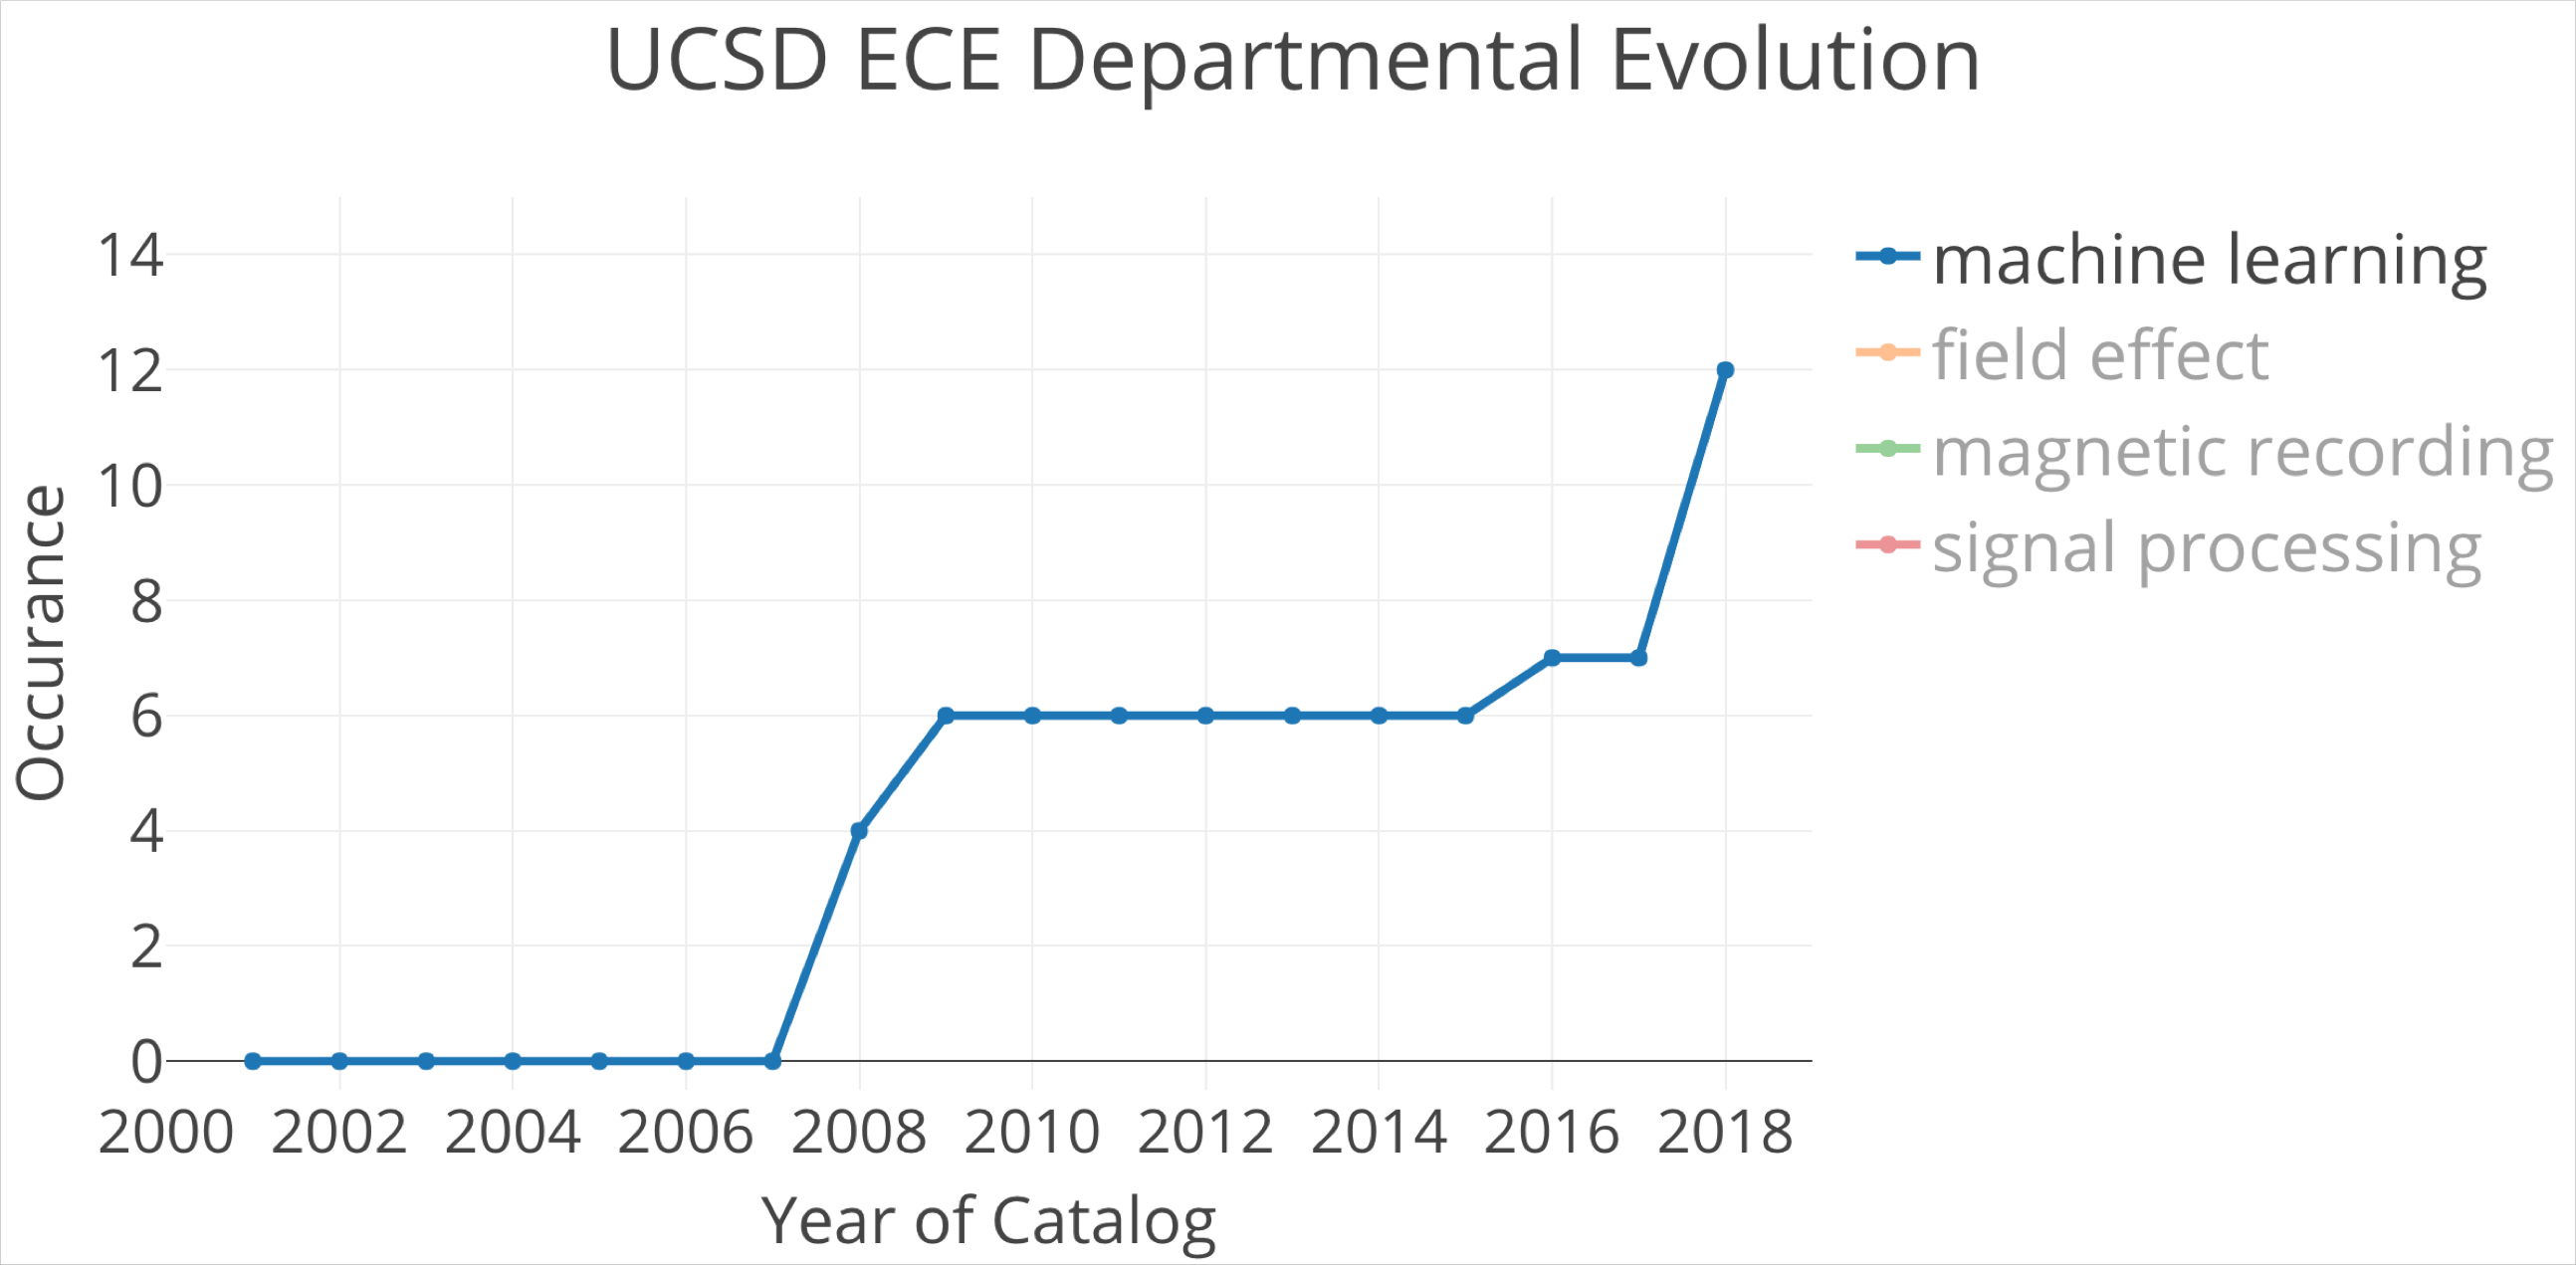 UCSD ECE Departmental Evolution
14
12
10
8
6
4
2
0
Occurance
2000 2002 2004 2006 2008 2010 2012 2014 2016 2018
Year of Catalog
machine learning
field effect
magnetic recording
signal processing